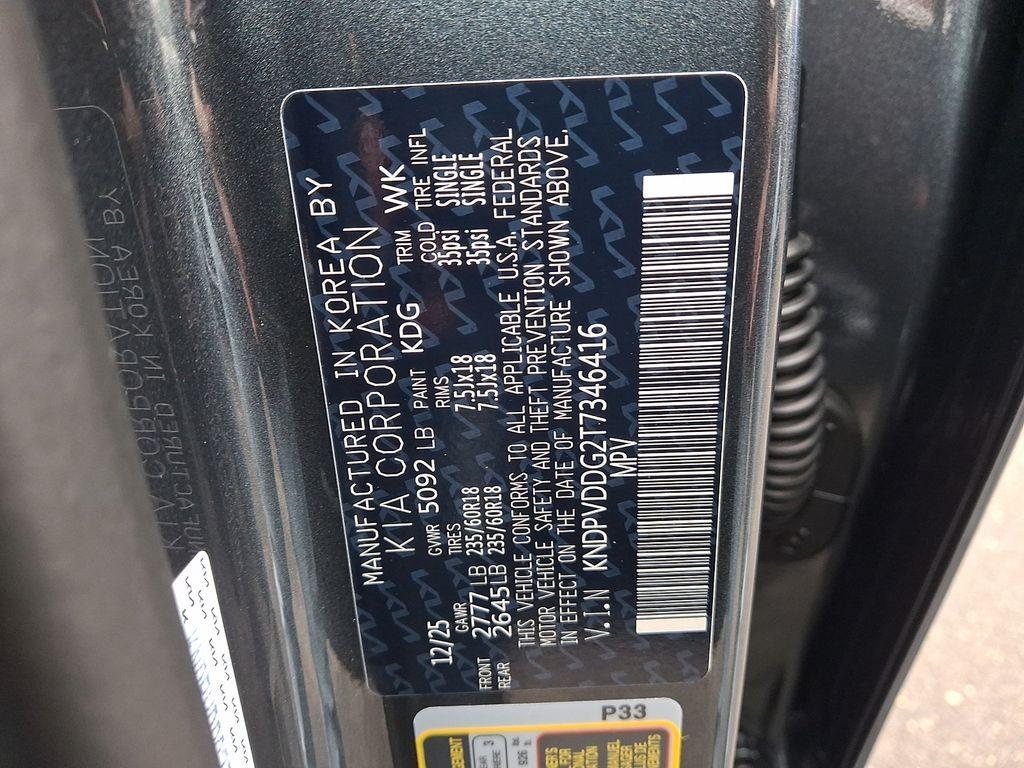 MANUFACTURED IN KOREA BY
KIA CORPORATION
12/25 GVWR 5092 LB PAINT KDG TRIM WK
GAWR TIRES RIMS COLD TIRE INFL
FRONT 2777 LB 235/60R18 7.5Jx18 35psi SINGLE
REAR 2645LB 235/60R18 7.5Jx18 35psi SINGLE
THIS VEHICLE CONFORMS TO ALL APPLICABLE U.S.A. FEDERAL
MOTOR VEHICLE SAFETY AND THEFT PREVENTION STANDARDS
IN EFFECT ON THE DATE OF MANUFACTURE SHOWN ABOVE.
V.I.N KNDPVDDG2T7346416
MPV
P33
3
926
MANUEL